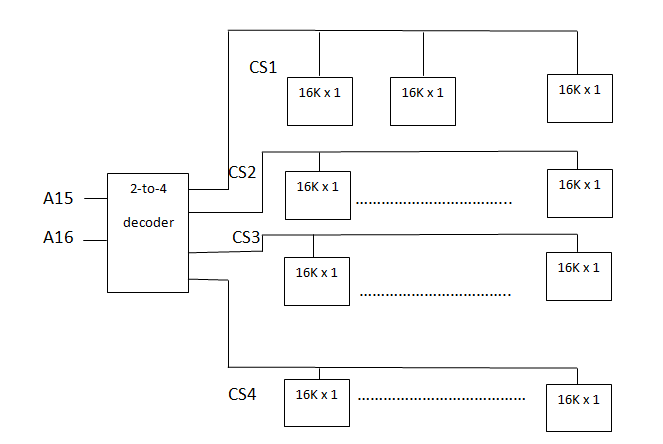 CS1
16K x 1
16K x 1
16K x 1
CS2
2-to-4
decoder
A15
A16
16K x 1
......................................
16K x 1
CS3
16K x 1
......................................
16K x 1
CS4
16K x 1
..........................................
16K x 1